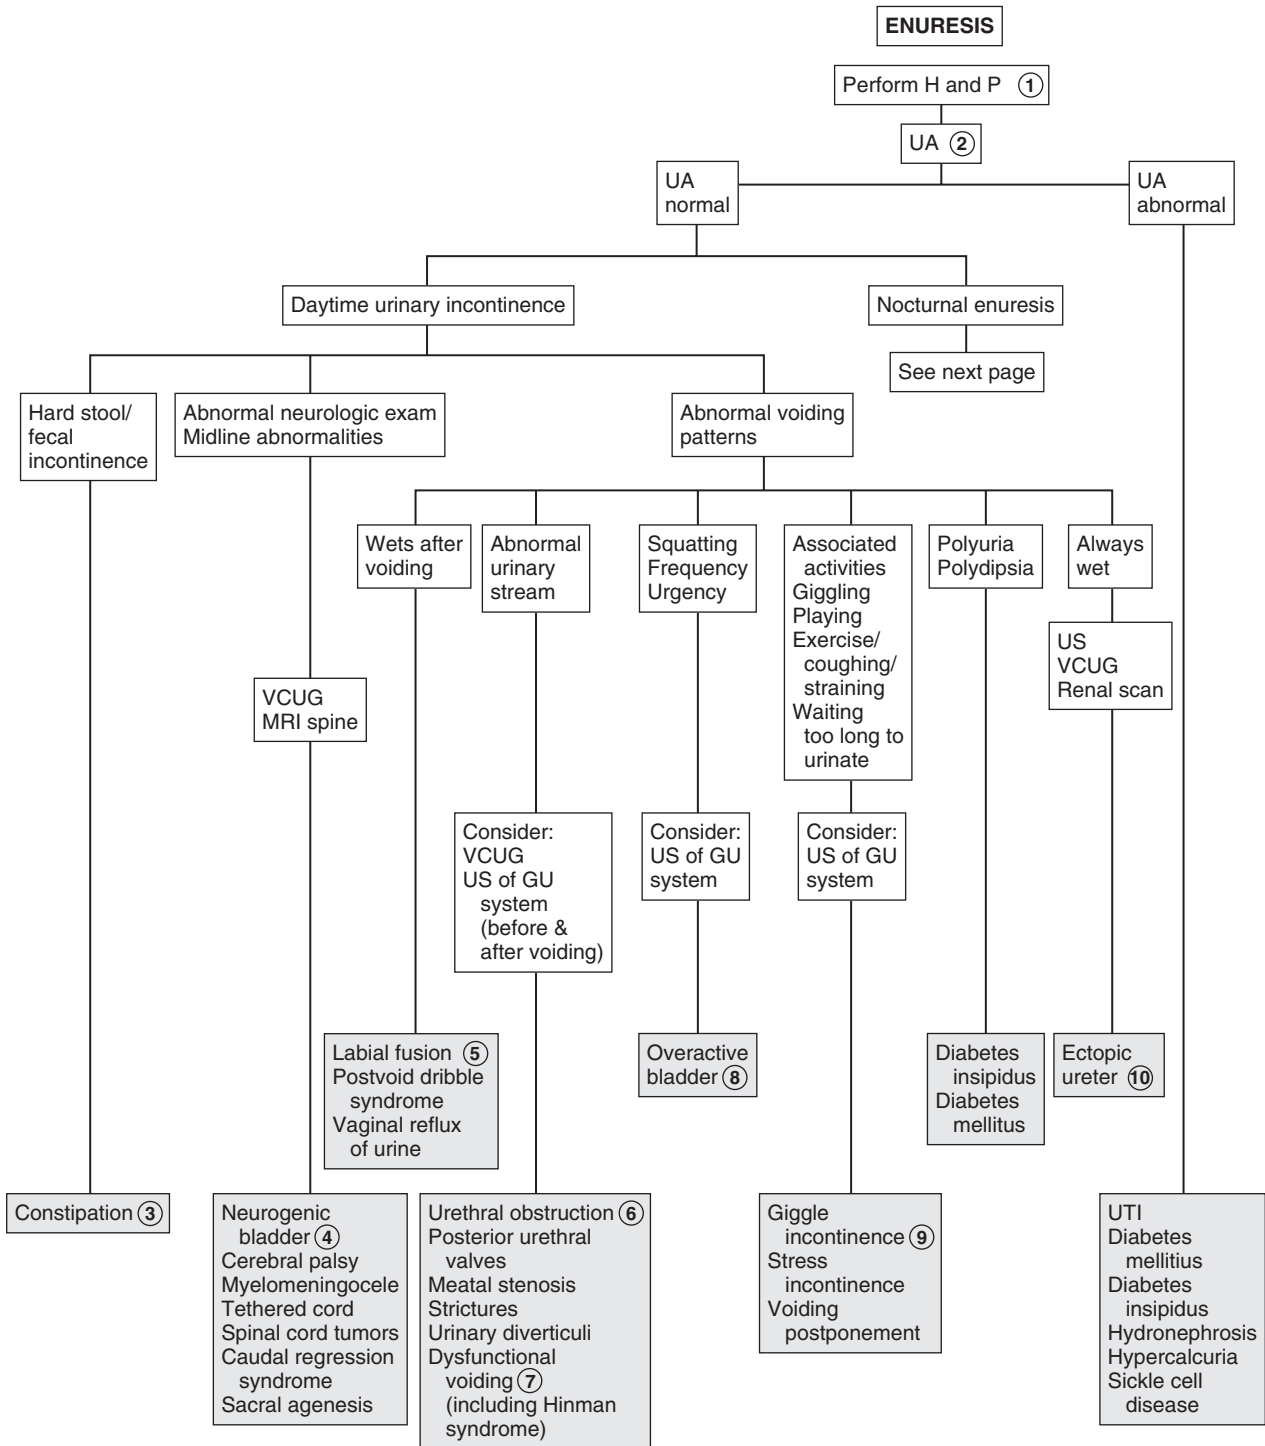 ENURESIS
Perform H and P 1
UA 2
UA
normal
UA
abnormal
Daytime urinary incontinence
Nocturnal enuresis
See next page
Hard stool/
fecal
incontinence
Abnormal neurologic exam
Midline abnormalities
Abnormal voiding
patterns
Wets after
voiding
Abnormal
urinary
stream
Squatting
Frequency
Urgency
Associated
activities
Giggling
Playing
Exercise/
coughing/
straining
Waiting
too long to
urinate
Polyuria
Polydipsia
Always
wet
US
VCUG
Renal scan
VCUG
MRI spine
Consider:
VCUG
US of GU
system
(before &
after voiding)
Consider:
US of GU
system
Consider:
US of GU
system
Labial fusion 5
Postvoid dribble
syndrome
Vaginal reflux
of urine
Overactive
bladder 8
Diabetes
insipidus
Diabetes
mellitus
Ectopic
ureter 10
Constipation 3
Neurogenic
bladder 4
Cerebral palsy
Myelomeningocele
Tethered cord
Spinal cord tumors
Caudal regression
syndrome
Sacral agenesis
Urethral obstruction 6
Posterior urethral
valves
Meatal stenosis
Strictures
Urinary diverticuli
Dysfunctional
voiding 7
(including Hinman
syndrome)
Giggle
incontinence 9
Stress
incontinence
Voiding
postponement
UTI
Diabetes
mellitius
Diabetes
insipidus
Hydronephrosis
Hypercalcuria
Sickle cell
disease